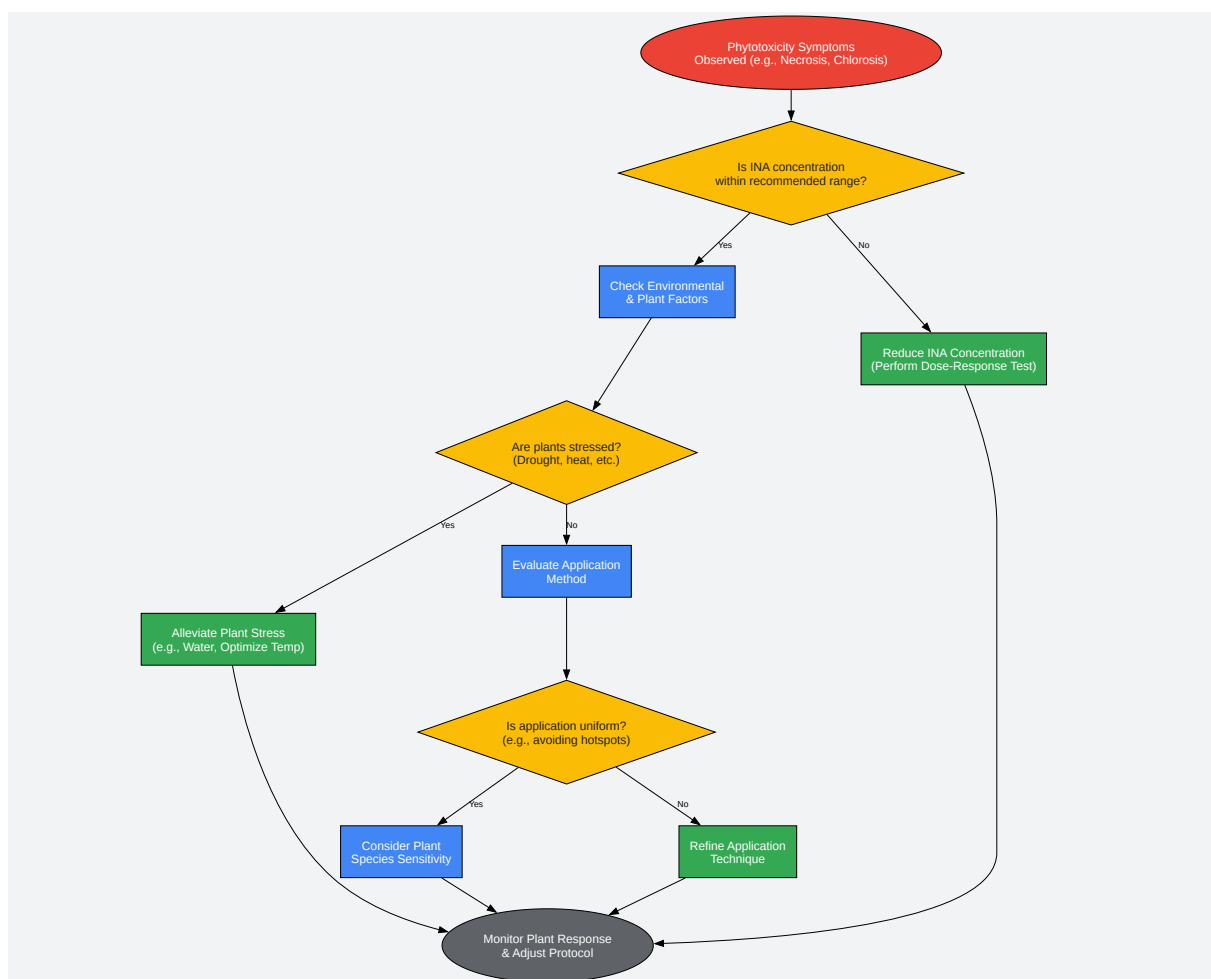 Phytotoxicity Symptoms
Observed (e.g., Necrosis, Chlorosis)
Is INA concentration
within recommended range?
Yes
No
Check Environmental
& Plant Factors
Reduce INA Concentration
(Perform Dose-Response Test)
Are plants stressed?
(Drought, heat, etc.)
Yes
No
Evaluate Application
Method
Alleviate Plant Stress
(e.g., Water, Optimize Temp)
Is application uniform?
(e.g., avoiding hotspots)
Yes
No
Consider Plant
Species Sensitivity
Refine Application
Technique
Monitor Plant Response
& Adjust Protocol